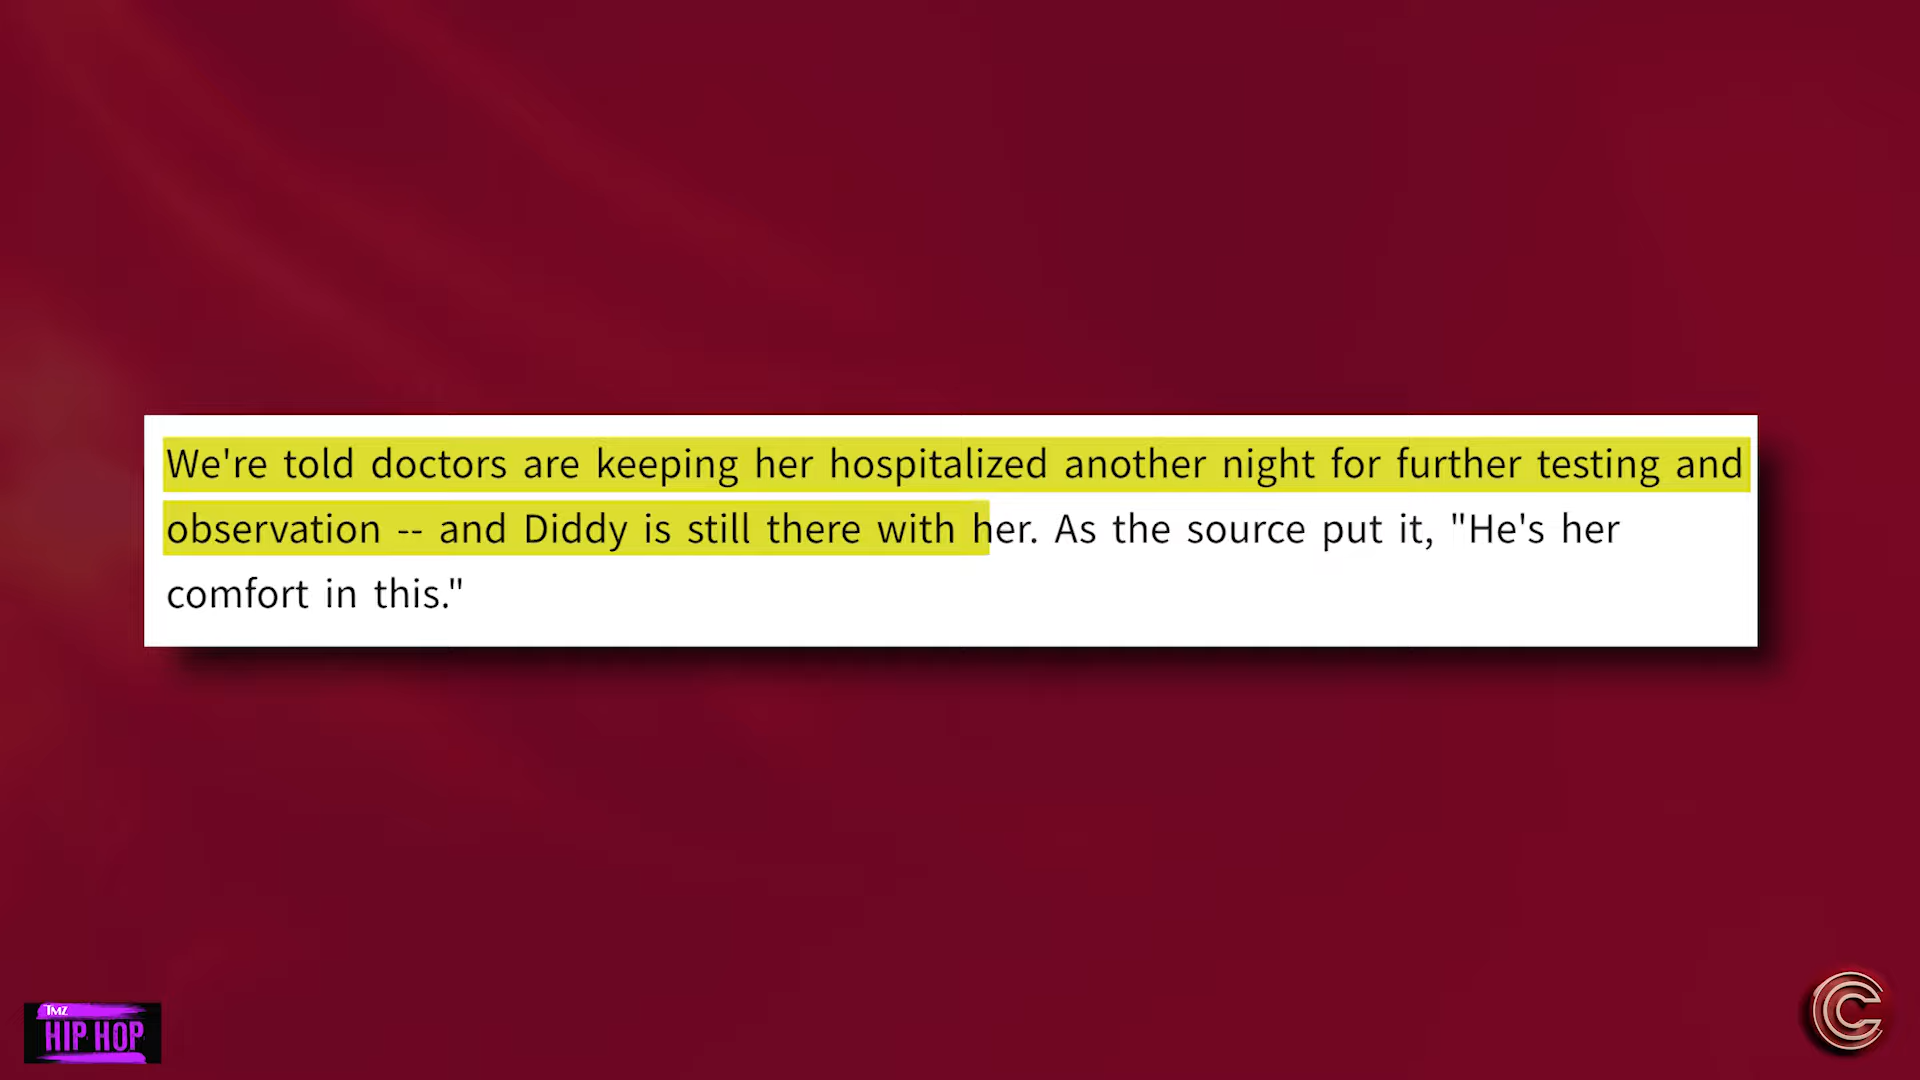 We're told doctors are keeping her hospitalized another night for further testing and
observation -- and Diddy is still there with her. As the source put it, "He's her
comfort in this."
TMZ
HIP HOP
C